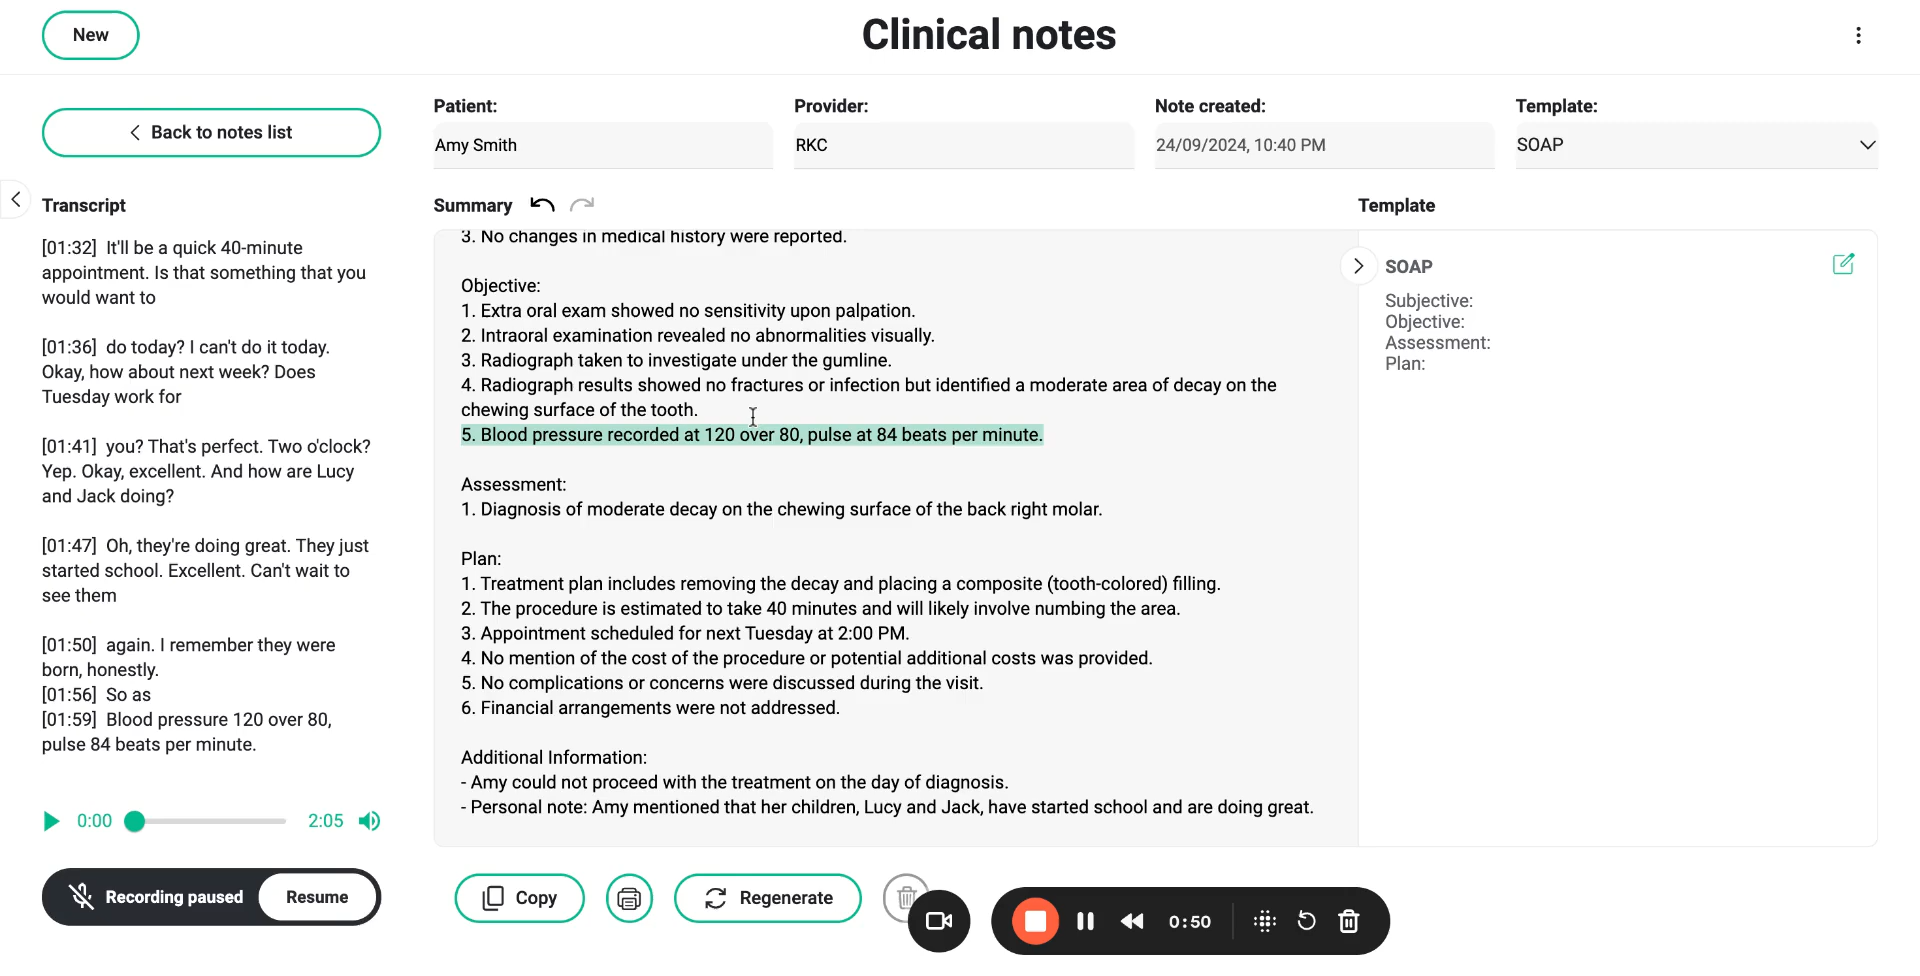 New
Clinical notes
Back to notes list
Patient:
Amy Smith
Provider:
RKC
Note created:
24/09/2024, 10:40 PM
Template:
SOAP
Transcript
[01:32] It'll be a quick 40-minute
appointment. Is that something that you
would want to
[01:36] do today? I can't do it today.
Okay, how about next week? Does
Tuesday work for
[01:41] you? That's perfect. Two o'clock?
Yep. Okay, excellent. And how are Lucy
and Jack doing?
[01:47] Oh, they're doing great. They just
started school. Excellent. Can't wait to
see them
[01:50] again. I remember they were
born, honestly.
[01:56] So as
[01:59] Blood pressure 120 over 80,
pulse 84 beats per minute.
0:00
2:05
Recording paused
Resume
Summary
3. No changes in medical history were reported.
Objective:
1. Extra oral exam showed no sensitivity upon palpation.
2. Intraoral examination revealed no abnormalities visually.
3. Radiograph taken to investigate under the gumline.
4. Radiograph results showed no fractures or infection but identified a moderate area of decay on the
chewing surface of the tooth.
5. Blood pressure recorded at 120 over 80, pulse at 84 beats per minute.
Assessment:
1. Diagnosis of moderate decay on the chewing surface of the back right molar.
Plan:
1. Treatment plan includes removing the decay and placing a composite (tooth-colored) filling.
2. The procedure is estimated to take 40 minutes and will likely involve numbing the area.
3. Appointment scheduled for next Tuesday at 2:00 PM.
4. No mention of the cost of the procedure or potential additional costs was provided.
5. No complications or concerns were discussed during the visit.
6. Financial arrangements were not addressed.
Additional Information:
- Amy could not proceed with the treatment on the day of diagnosis.
- Personal note: Amy mentioned that her children, Lucy and Jack, have started school and are doing great.
Template
SOAP
Subjective:
Objective:
Assessment:
Plan:
Copy
Regenerate
0:50